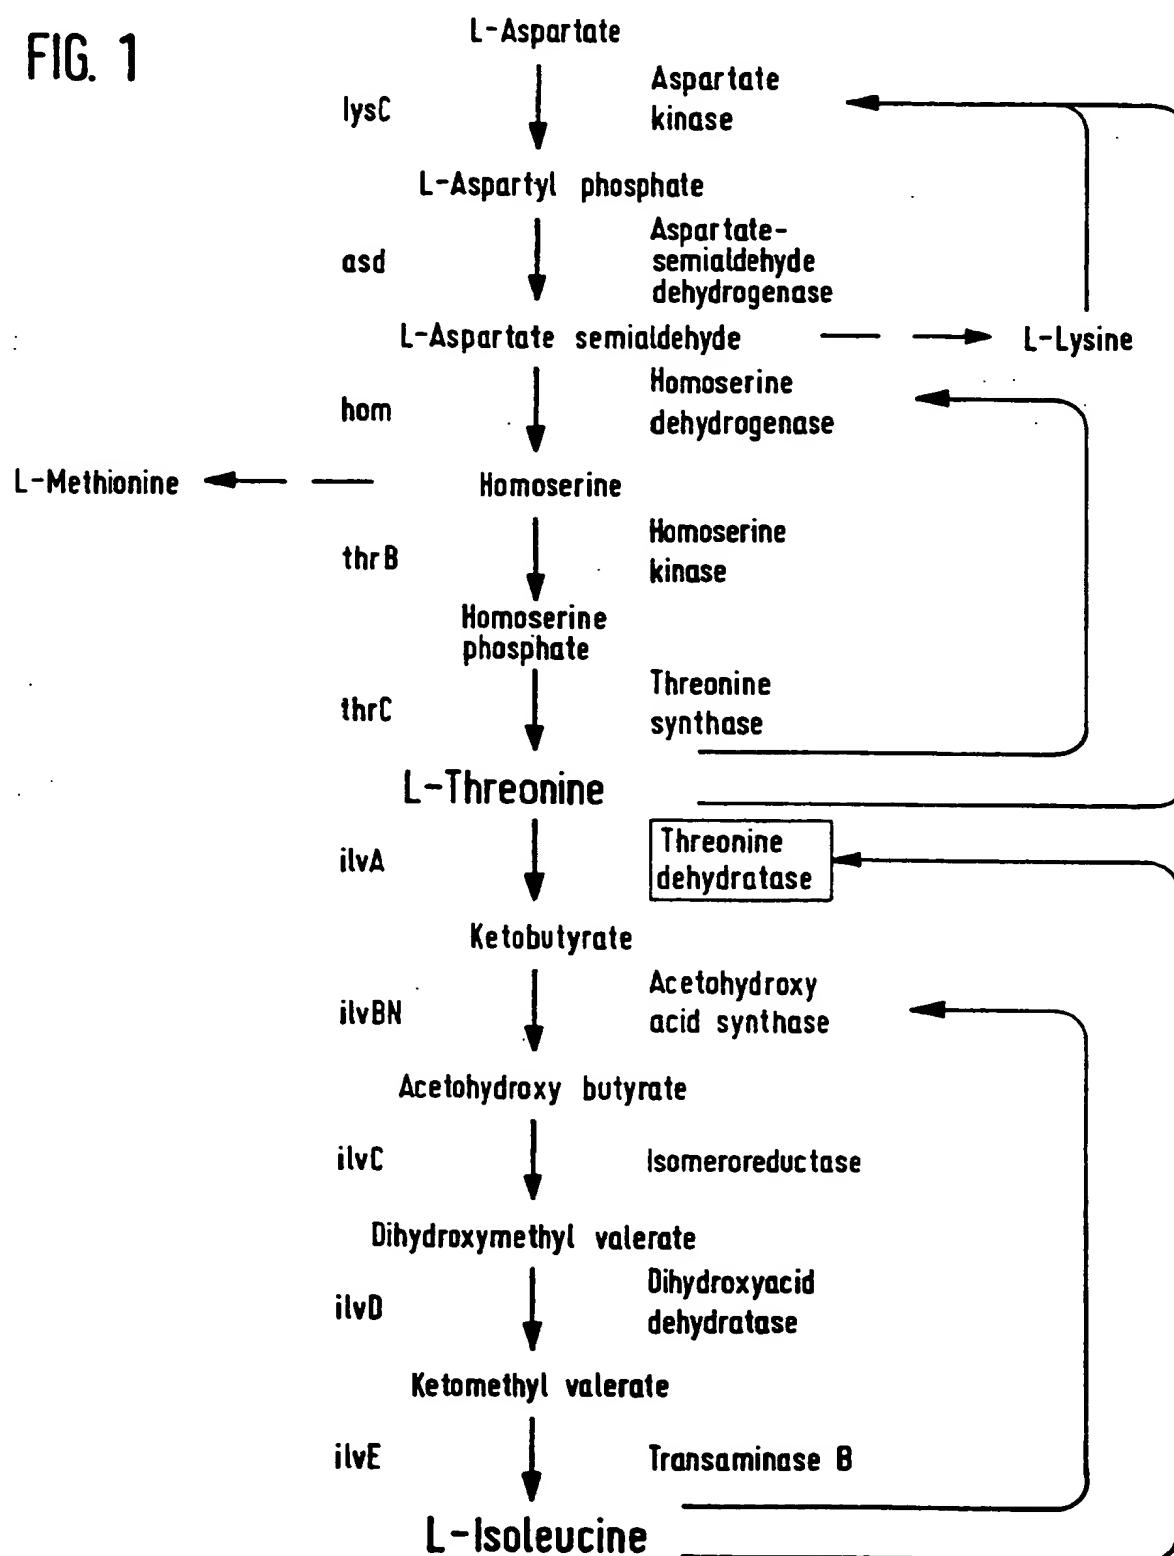 FIG. 1
L-Aspartate
lysC
Aspartate
kinase
L-Aspartyl phosphate
asd
Aspartate-
semialdehyde
dehydrogenase
L-Aspartate semialdehyde
L-Lysine
hom
Homoserine
dehydrogenase
L-Methionine
Homoserine
thrB
Homoserine
kinase
Homoserine
phosphate
thrC
Threonine
synthase
L-Threonine
ilvA
Threonine
dehydratase
Ketobutyrate
ilvBN
Acetohydroxy
acid synthase
Acetohydroxy butyrate
ilvC
Isomeroreductase
Dihydroxymethyl valerate
ilvD
Dihydroxyacid
dehydratase
Ketomethyl valerate
ilvE
Transaminase B
L-Isoleucine